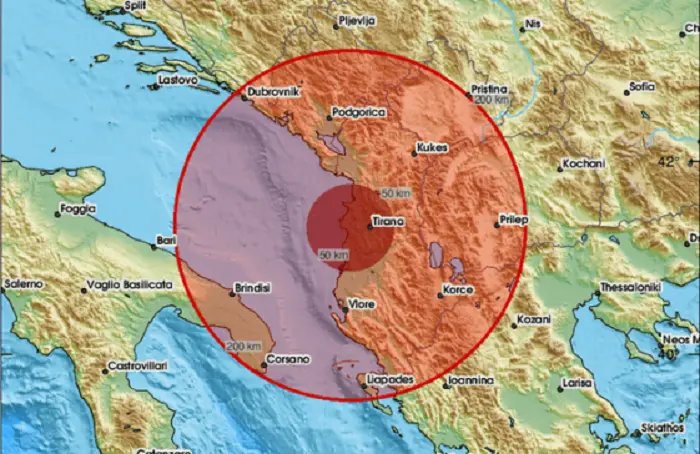 Split
Pljevlja
Nis
Lastovo
Dubrovnik
Pristina
200 km
Sofia
Podgorica
Kukes
Kochani
42°
50 km
Foggia
Tirana
Prilep
Bari
50 km
Salerno
Vaglio Basilicata
Brindisi
Korce
Thessaloniki
Vlore
Kozani
200 km
Corsano
40°
Castrovillari
Liapades
Ioannina
Larisa
Skiathos